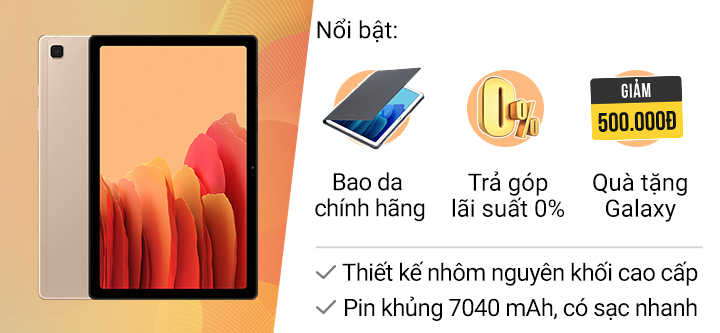 Nổi bật:
0%
GIẢM
500.000Đ
Bao da
chính hãng
Trả góp
lãi suất 0%
Quà tặng
Galaxy
Thiết kế nhôm nguyên khối cao cấp
Pin khủng 7040 mAh, có sạc nhanh